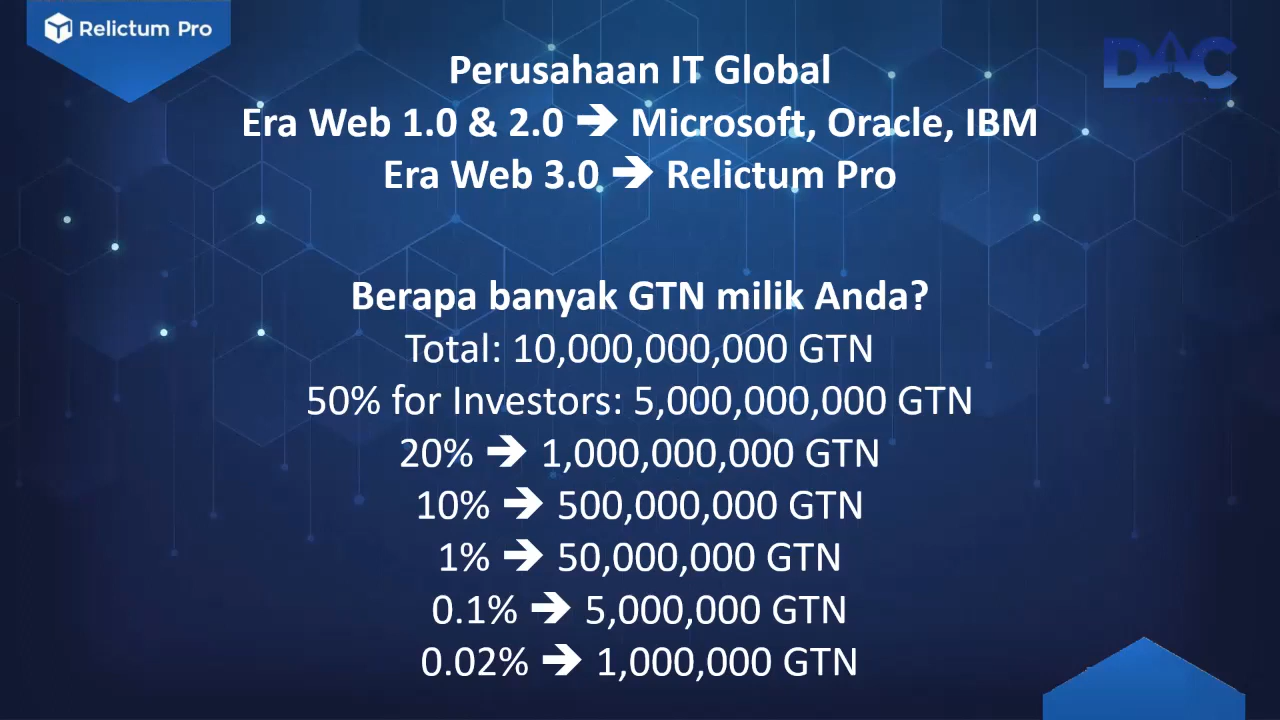 Relictum Pro
DAC
Perusahaan IT Global
Era Web 1.0 & 2.0 ➔ Microsoft, Oracle, IBM
Era Web 3.0 ➔ Relictum Pro
Berapa banyak GTN milik Anda?
Total: 10,000,000,000 GTN
50% for Investors: 5,000,000,000 GTN
20% ➔ 1,000,000,000 GTN
10% ➔ 500,000,000 GTN
1% ➔ 50,000,000 GTN
0.1% ➔ 5,000,000 GTN
0.02% ➔ 1,000,000 GTN